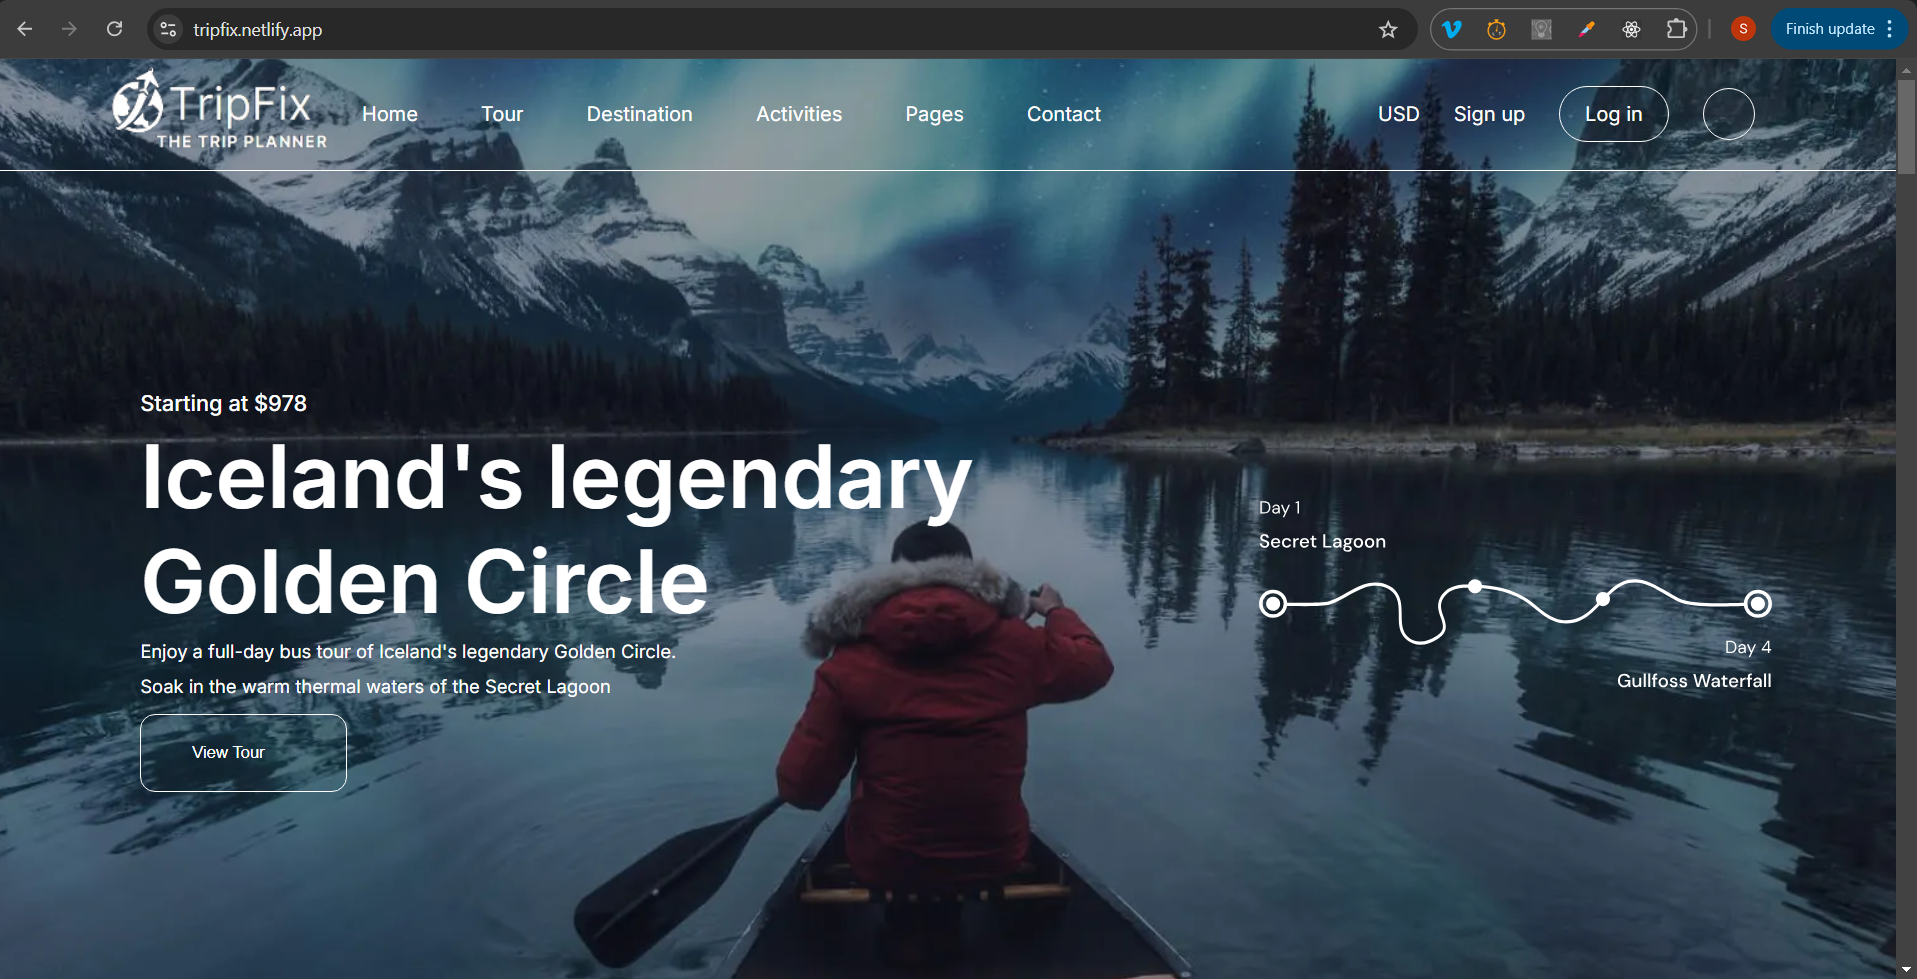 tripfix.netlify.app
S
Finish update
TripFix
THE TRIP PLANNER
Home
Tour
Destination
Activities
Pages
Contact
USD
Sign up
Log in
Starting at $978
Iceland's legendary
Golden Circle
Enjoy a full-day bus tour of Iceland's legendary Golden Circle.
Soak in the warm thermal waters of the Secret Lagoon
View Tour
Day 1
Secret Lagoon
Day 4
Gullfoss Waterfall